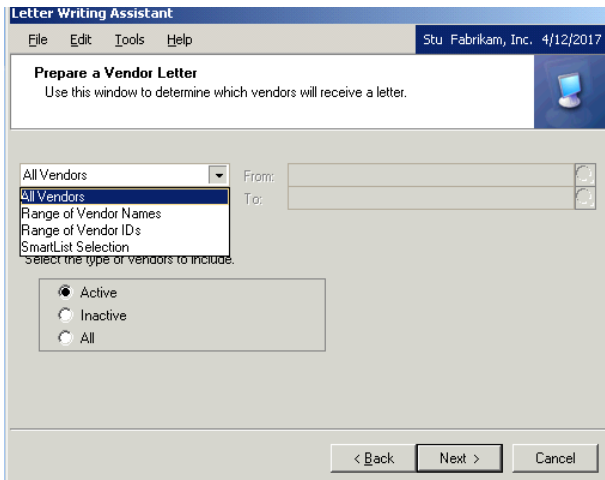 Letter Writing Assistant
File Edit Tools Help Stu Fabrikam, Inc. 4/12/2017
Prepare a Vendor Letter
Use this window to determine which vendors will receive a letter.
All Vendors From:
All Vendors To:
Range of Vendor Names
Range of Vendor IDs
SmartList Selection
Select the type of vendors to include.
Active
Inactive
All
< Back Next > Cancel